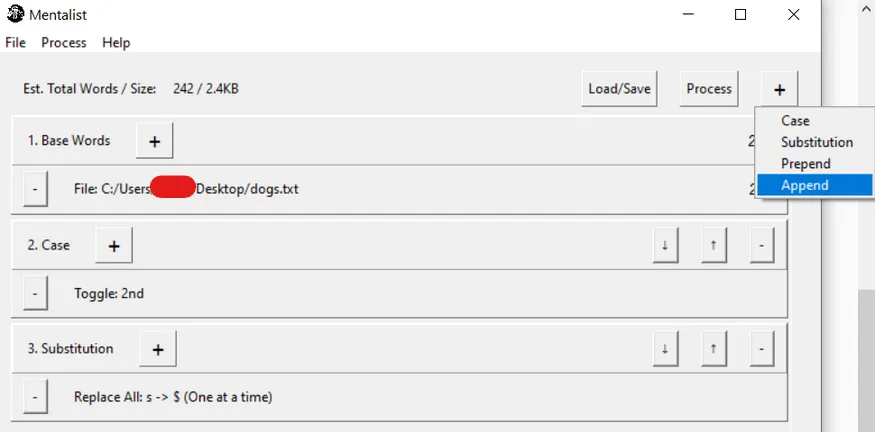 Mentalist
File Process Help
Est. Total Words / Size: 242 / 2.4KB Load/Save Process +
Case
1. Base Words + 2
Substitution
Prepend
- File: C:/Users Desktop/dogs.txt 2
Append
2. Case + ↓ ↑ -
- Toggle: 2nd
3. Substitution + ↓ ↑ -
- Replace All: s -> $ (One at a time)